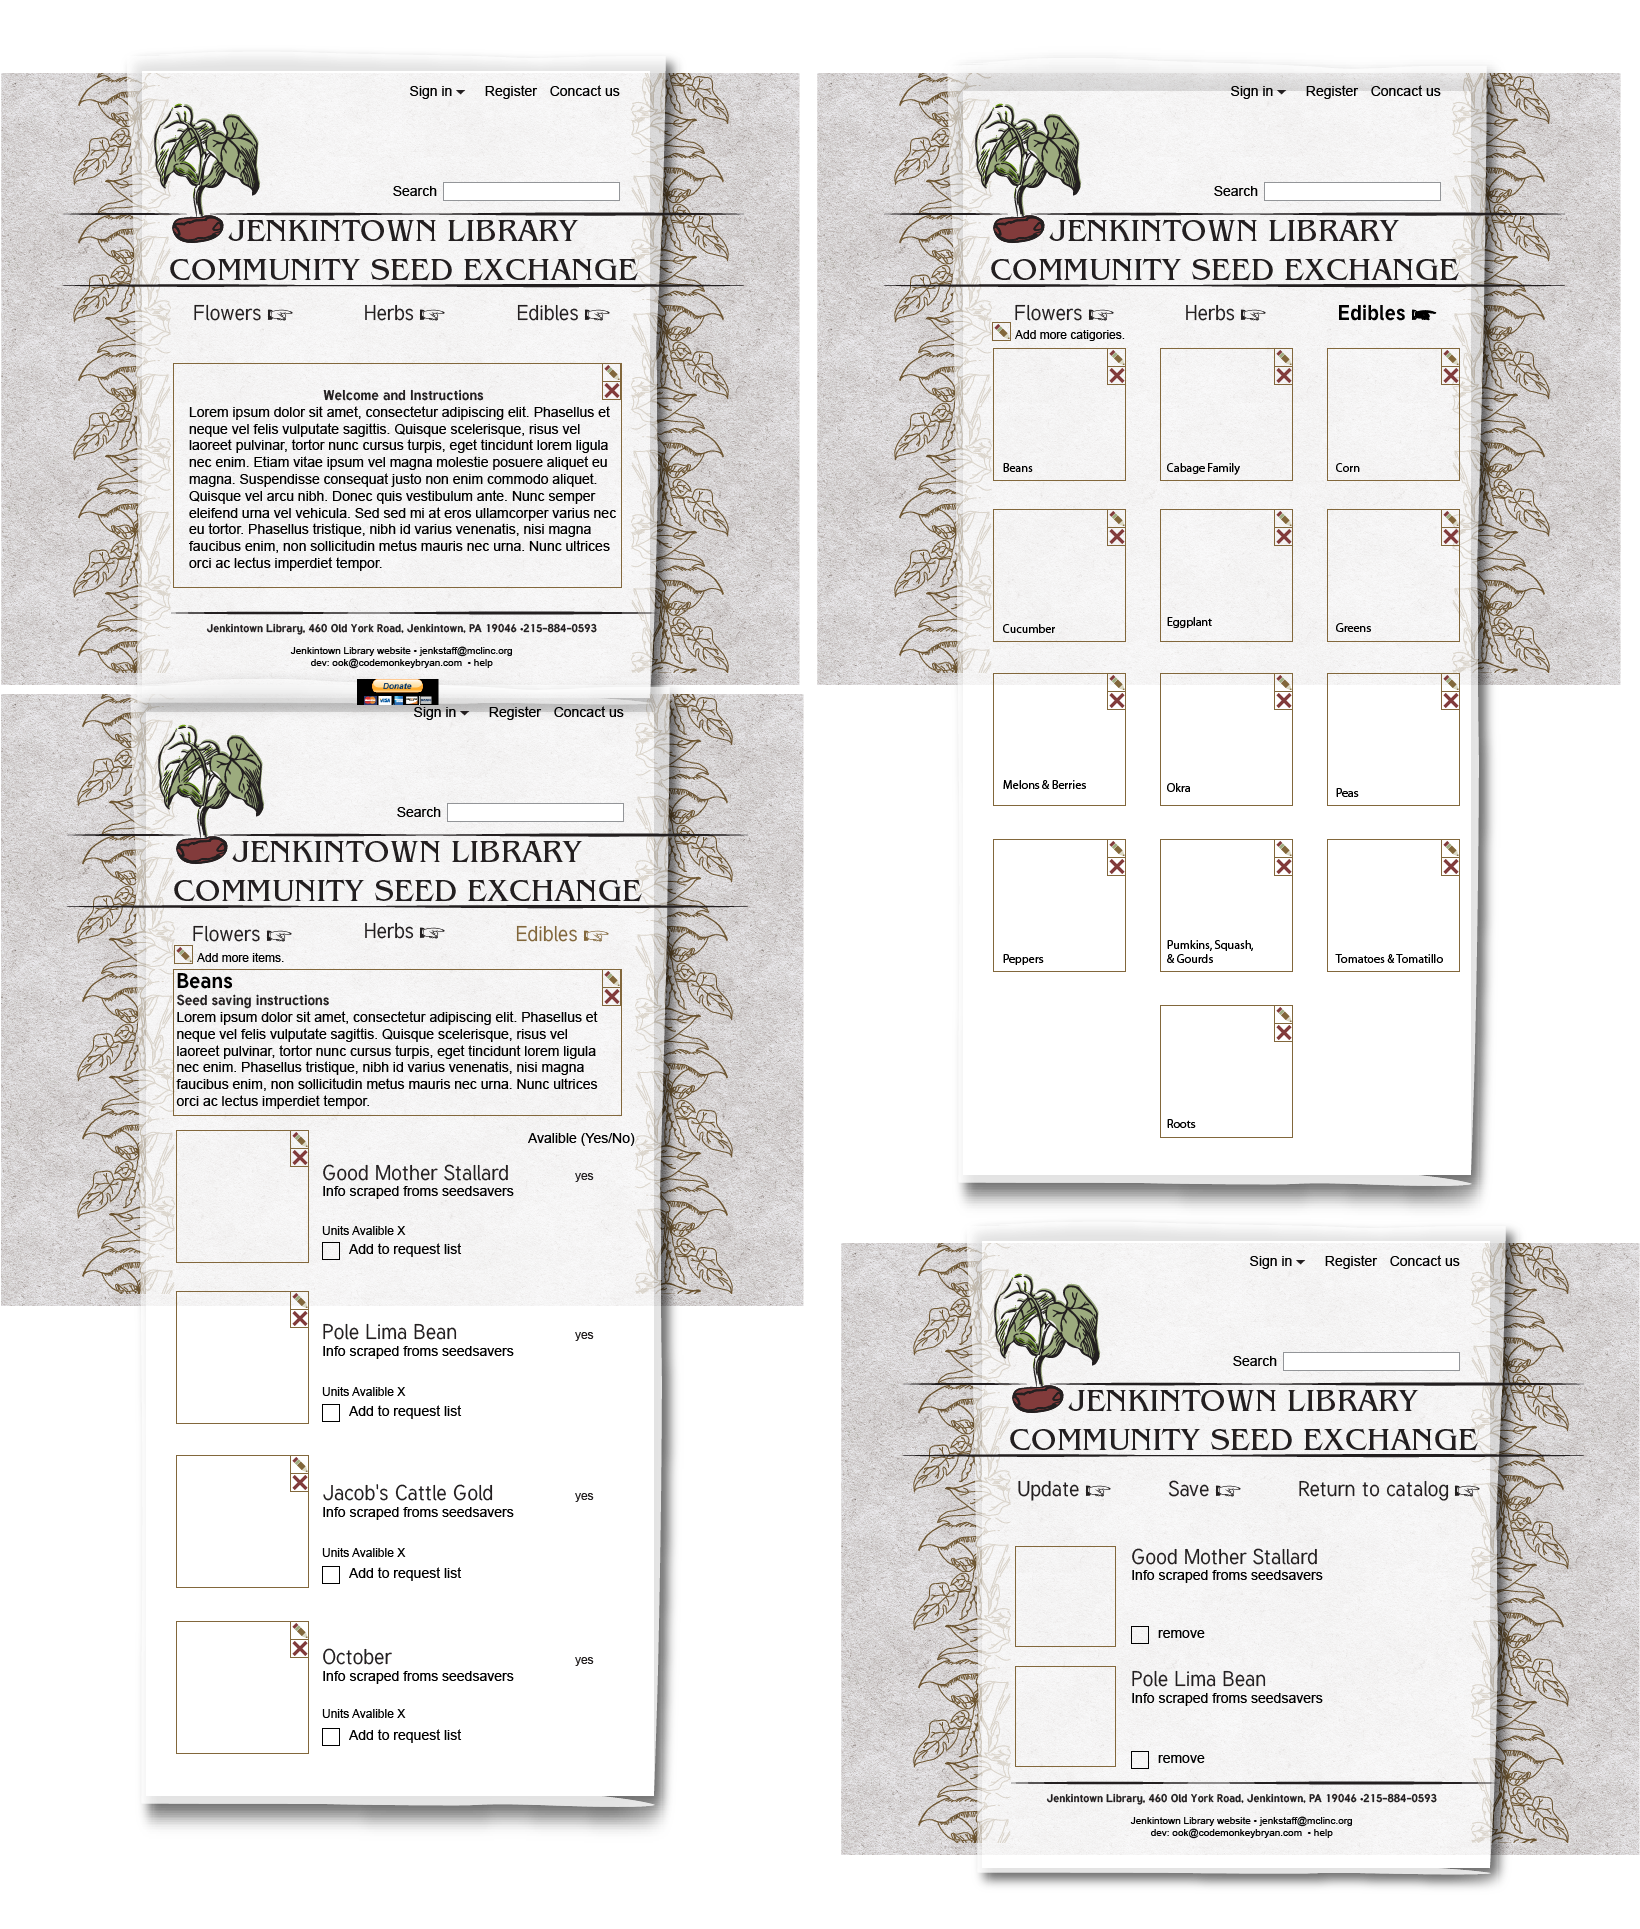 Sign in Register Concact us
Search
JENKINTOWN LIBRARY
COMMUNITY SEED EXCHANGE
Flowers Herbs Edibles
Welcome and Instructions
Lorem ipsum dolor sit amet, consectetur adipiscing elit. Phasellus et
neque vel felis vulputate sagittis. Quisque scelerisque, risus vel
laoreet pulvinar, tortor nunc cursus turpis, eget tincidunt lorem ligula
nec enim. Etiam vitae ipsum vel magna molestie posuere aliquet eu
magna. Suspendisse consequat justo non enim commodo aliquet.
Quisque vel arcu nibh. Donec quis vestibulum ante. Nunc semper
eleifend urna vel vehicula. Sed sed mi at eros ullamcorper varius nec
eu tortor. Phasellus tristique, nibh id varius venenatis, nisi magna
faucibus enim, non sollicitudin metus mauris nec urna. Nunc ultrices
orci ac lectus imperdiet tempor.
Jenkintown Library, 460 Old York Road, Jenkintown, PA 19046 •215-884-0593
Jenkintown Library website • jenkstaff@mclinc.org
dev: ook@codemonkeybryan.com • help
Donate
VISA
Sign in Register Concact us
Search
JENKINTOWN LIBRARY
COMMUNITY SEED EXCHANGE
Flowers Herbs Edibles
Add more items.
Beans
Seed saving instructions
Lorem ipsum dolor sit amet, consectetur adipiscing elit. Phasellus et
neque vel felis vulputate sagittis. Quisque scelerisque, risus vel
laoreet pulvinar, tortor nunc cursus turpis, eget tincidunt lorem ligula
nec enim. Phasellus tristique, nibh id varius venenatis, nisi magna
faucibus enim, non sollicitudin metus mauris nec urna. Nunc ultrices
orci ac lectus imperdiet tempor.
Avalible (Yes/No)
Good Mother Stallard yes
Info scraped froms seedsavers
Units Avalible X
Add to request list
Pole Lima Bean yes
Info scraped froms seedsavers
Units Avalible X
Add to request list
Jacob's Cattle Gold yes
Info scraped froms seedsavers
Units Avalible X
Add to request list
October yes
Info scraped froms seedsavers
Units Avalible X
Add to request list
Sign in Register Concact us
Search
JENKINTOWN LIBRARY
COMMUNITY SEED EXCHANGE
Flowers Herbs Edibles
Add more catigories.
Beans Cabage Family Corn
Cucumber Eggplant Greens
Melons & Berries Okra Peas
Peppers Pumkins, Squash,
& Gourds Tomatoes & Tomatillo
Roots
Sign in Register Concact us
Search
JENKINTOWN LIBRARY
COMMUNITY SEED EXCHANGE
Update Save Return to catalog
Good Mother Stallard
Info scraped froms seedsavers
remove
Pole Lima Bean
Info scraped froms seedsavers
remove
Jenkintown Library, 460 Old York Road, Jenkintown, PA 19046 •215-884-0593
Jenkintown Library website • jenkstaff@mclinc.org
dev: ook@codemonkeybryan.com • help